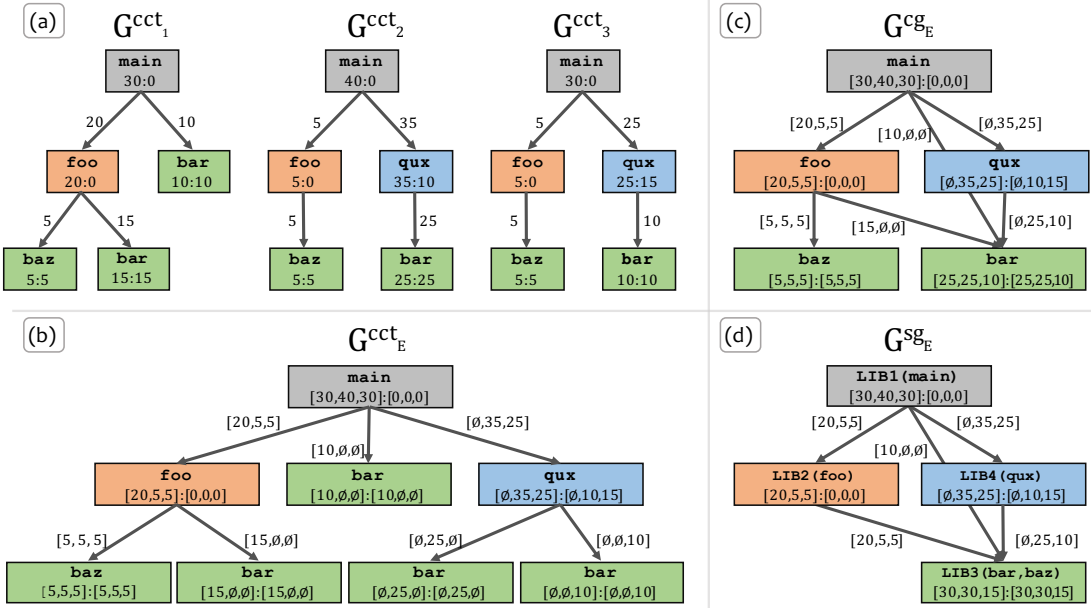 (a)
G^cct_1
main
30:0
20
10
foo
20:0
bar
10:10
5
15
baz
5:5
bar
15:15
G^cct_2
main
40:0
5
35
foo
5:0
qux
35:10
5
25
baz
5:5
bar
25:25
G^cct_3
main
30:0
5
25
foo
5:0
qux
25:15
5
10
baz
5:5
bar
10:10
(b)
G^cct_E
main
[30,40,30]:[0,0,0]
[20,5,5]
[10,ø,ø]
[Ø,35,25]
foo
[20,5,5]:[0,0,0]
bar
[10,ø,ø]:[10,ø,ø]
qux
[Ø,35,25]:[Ø,10,15]
[5, 5, 5]
[15,ø,ø]
[Ø,25,Ø]
[Ø,Ø,10]
baz
[5,5,5]:[5,5,5]
bar
[15,ø,ø]:[15,ø,ø]
bar
[Ø,25,Ø]:[Ø,25,Ø]
bar
[Ø,Ø,10]:[Ø,Ø,10]
(c)
G^cg_E
main
[30,40,30]:[0,0,0]
[20,5,5]
[10,ø,ø]
[Ø,35,25]
foo
[20,5,5]:[0,0,0]
qux
[Ø,35,25]:[Ø,10,15]
[5, 5, 5]
[15,ø,ø]
[Ø,25,10]
baz
[5,5,5]:[5,5,5]
bar
[25,25,10]:[25,25,10]
(d)
G^sg_E
LIB1(main)
[30,40,30]:[0,0,0]
[20,5,5]
[10,ø,ø]
[Ø,35,25]
LIB2(foo)
[20,5,5]:[0,0,0]
LIB4(qux)
[Ø,35,25]:[Ø,10,15]
[20,5,5]
[Ø,25,10]
LIB3(bar,baz)
[30,30,15]:[30,30,15]